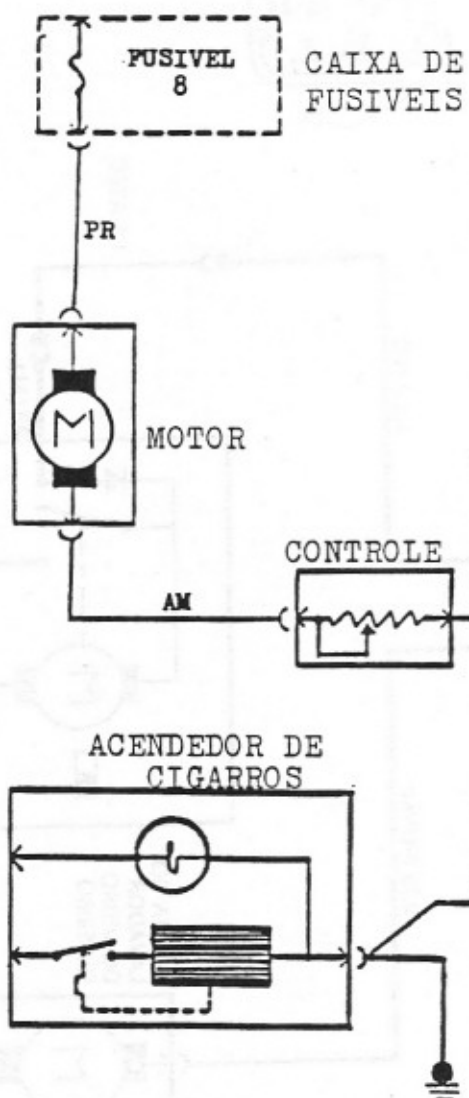 FUSIVEL
8
CAIXA DE
FUSIVEIS
PR
M
MOTOR
CONTROLE
AM
ACENDEDOR DE
CIGARROS